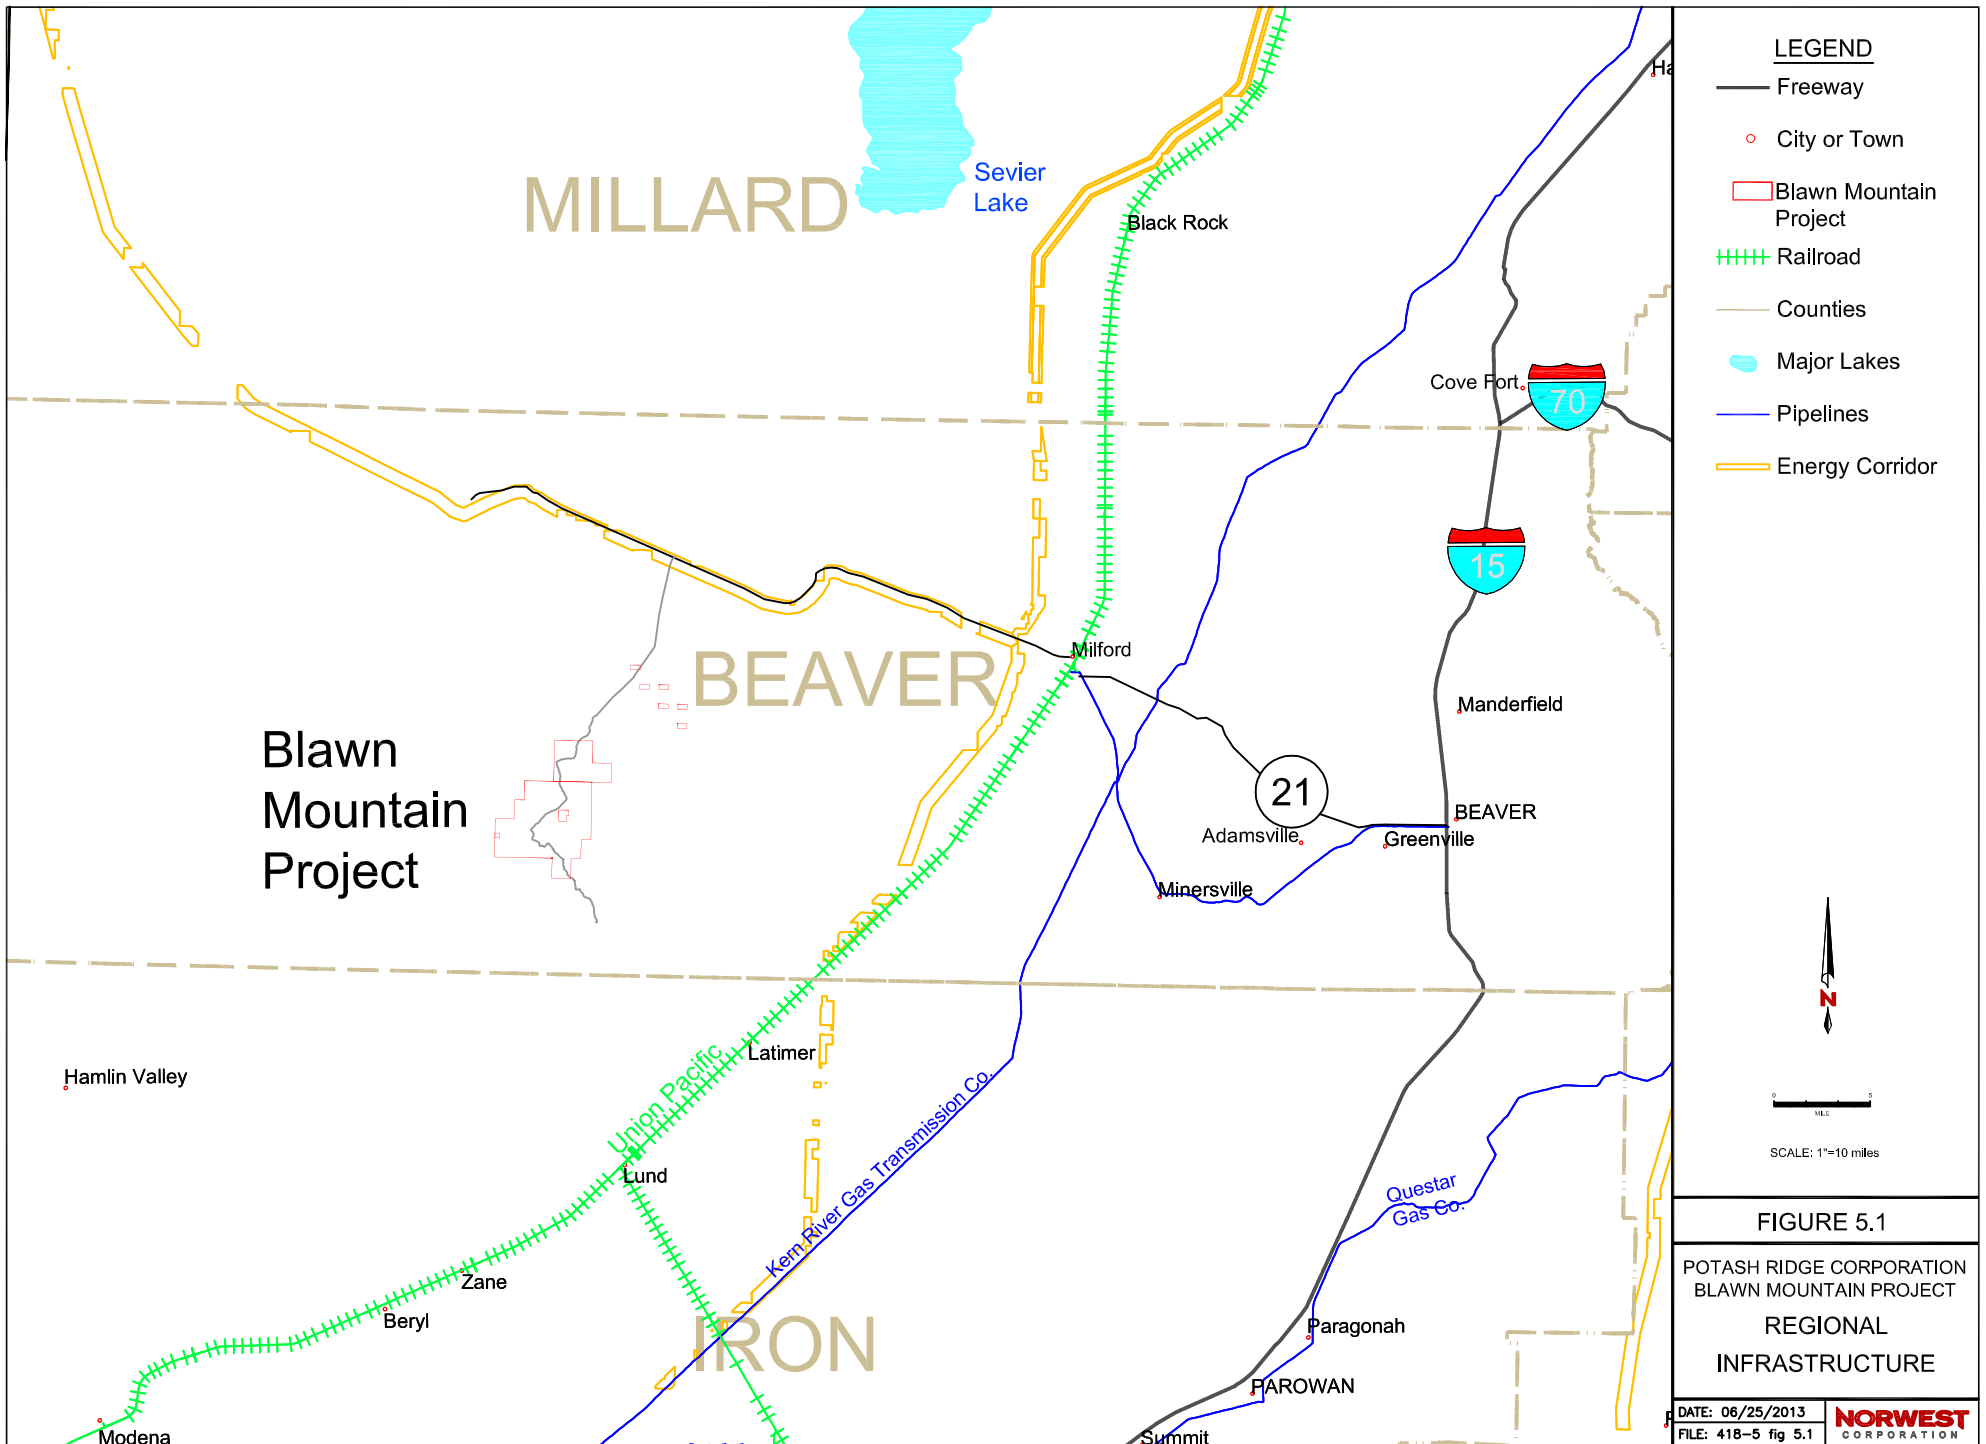 MILLARD
Sevier
Lake
Black Rock
Cove Fort
70
15
Milford
BEAVER
Manderfield
Blawn
Mountain
Project
21
BEAVER
Adamsville
Greenville
Minersville
Hamlin Valley
Latimer
Union Pacific
Lund
Kern River Gas Transmission Co.
Questar
Gas Co.
Zane
Beryl
IRON
Paragonah
PAROWAN
Modena
Summit
Ha
LEGEND
Freeway
City or Town
Blawn Mountain
Project
Railroad
Counties
Major Lakes
Pipelines
Energy Corridor
N
0 5
MILE
SCALE: 1"=10 miles
FIGURE 5.1
POTASH RIDGE CORPORATION
BLAWN MOUNTAIN PROJECT
REGIONAL
INFRASTRUCTURE
DATE: 06/25/2013
FILE: 418-5 fig 5.1
NORWEST
CORPORATION